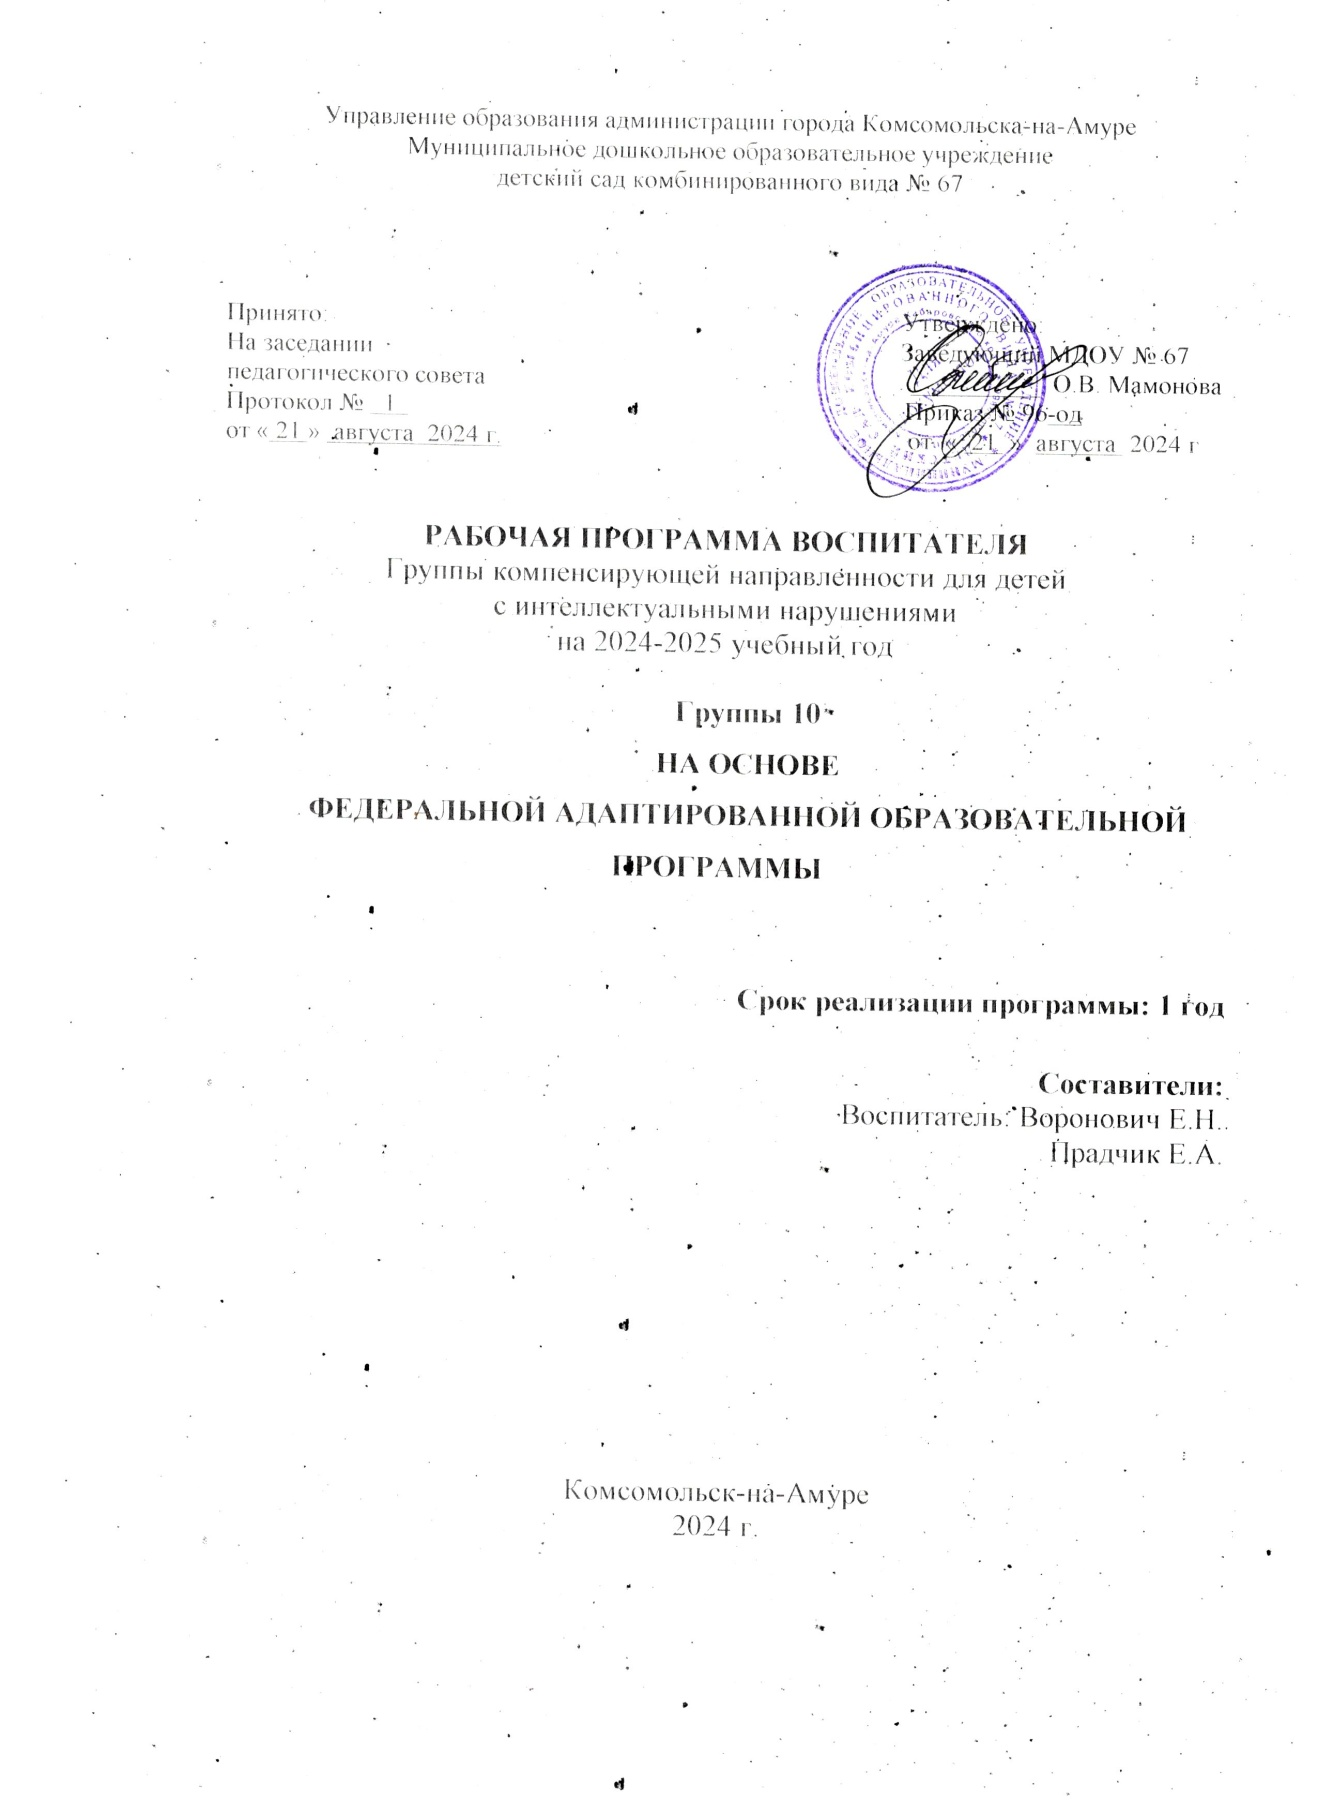 Управление образования администрации города Комсомольска-на-Амуре
Муниципальное дошкольное образовательное учреждение
детский сад комбинированного вида № 67
Принято:
На заседании
педагогического совета
Протокол № 1
от « 21 » августа 2024 г.
Утверждено
Заведующий МДОУ № 67
О.В. Мамонова
Приказ № 96-од
от « 21 » августа 2024 г
РАБОЧАЯ ПРОГРАММА ВОСПИТАТЕЛЯ
Группы компенсирующей направленности для детей
с интеллектуальными нарушениями
на 2024-2025 учебный год
Группы 10
НА ОСНОВЕ
ФЕДЕРАЛЬНОЙ АДАПТИРОВАННОЙ ОБРАЗОВАТЕЛЬНОЙ
ПРОГРАММЫ
Срок реализации программы: 1 год
Составители:
Воспитатель: Воронович Е.Н.
Прадчик Е.А.
Комсомольск-на-Амуре
2024 г.